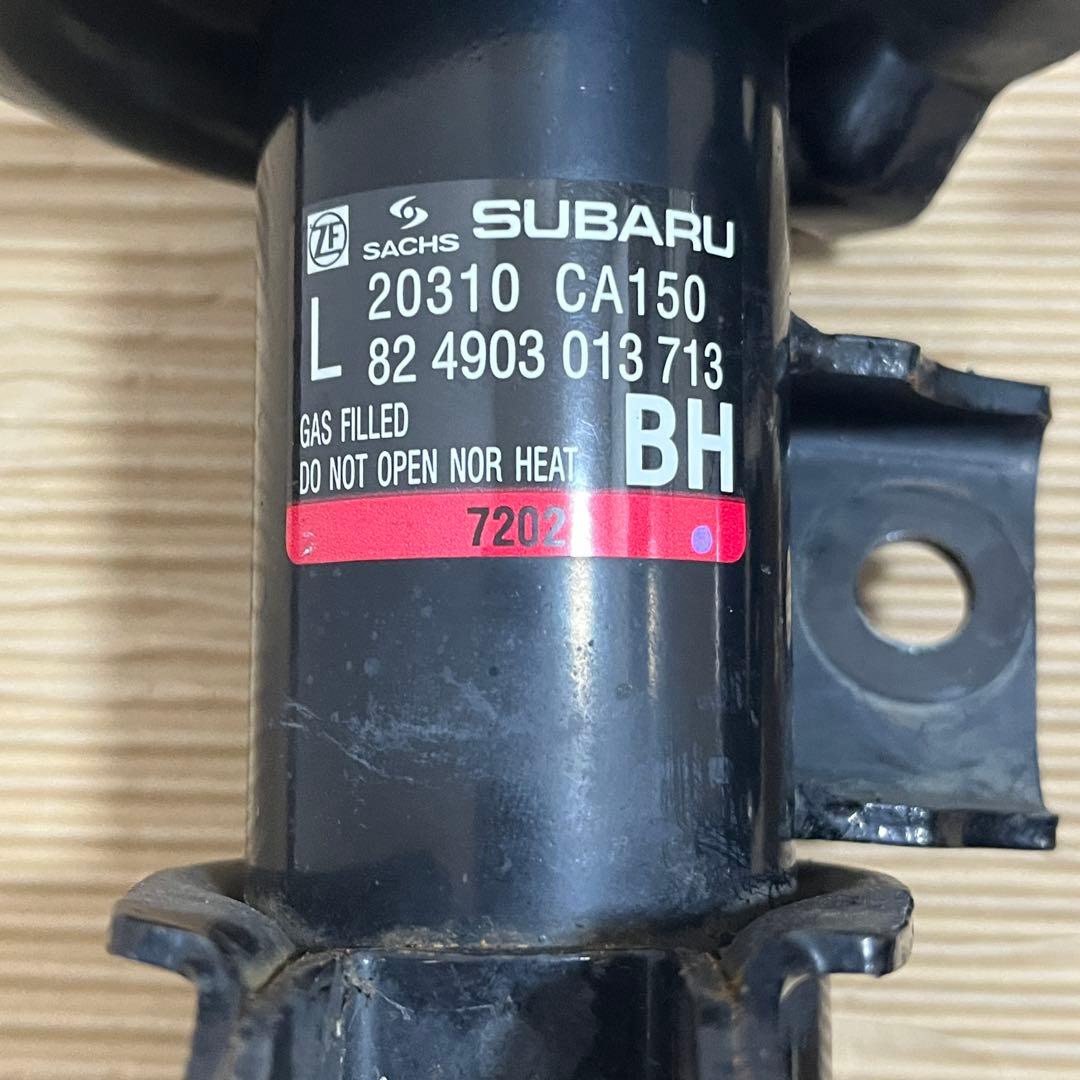 ZF SACHS SUBARU
L 20310 CA150
82 4903 013 713
GAS FILLED
DO NOT OPEN NOR HEAT BH
7202